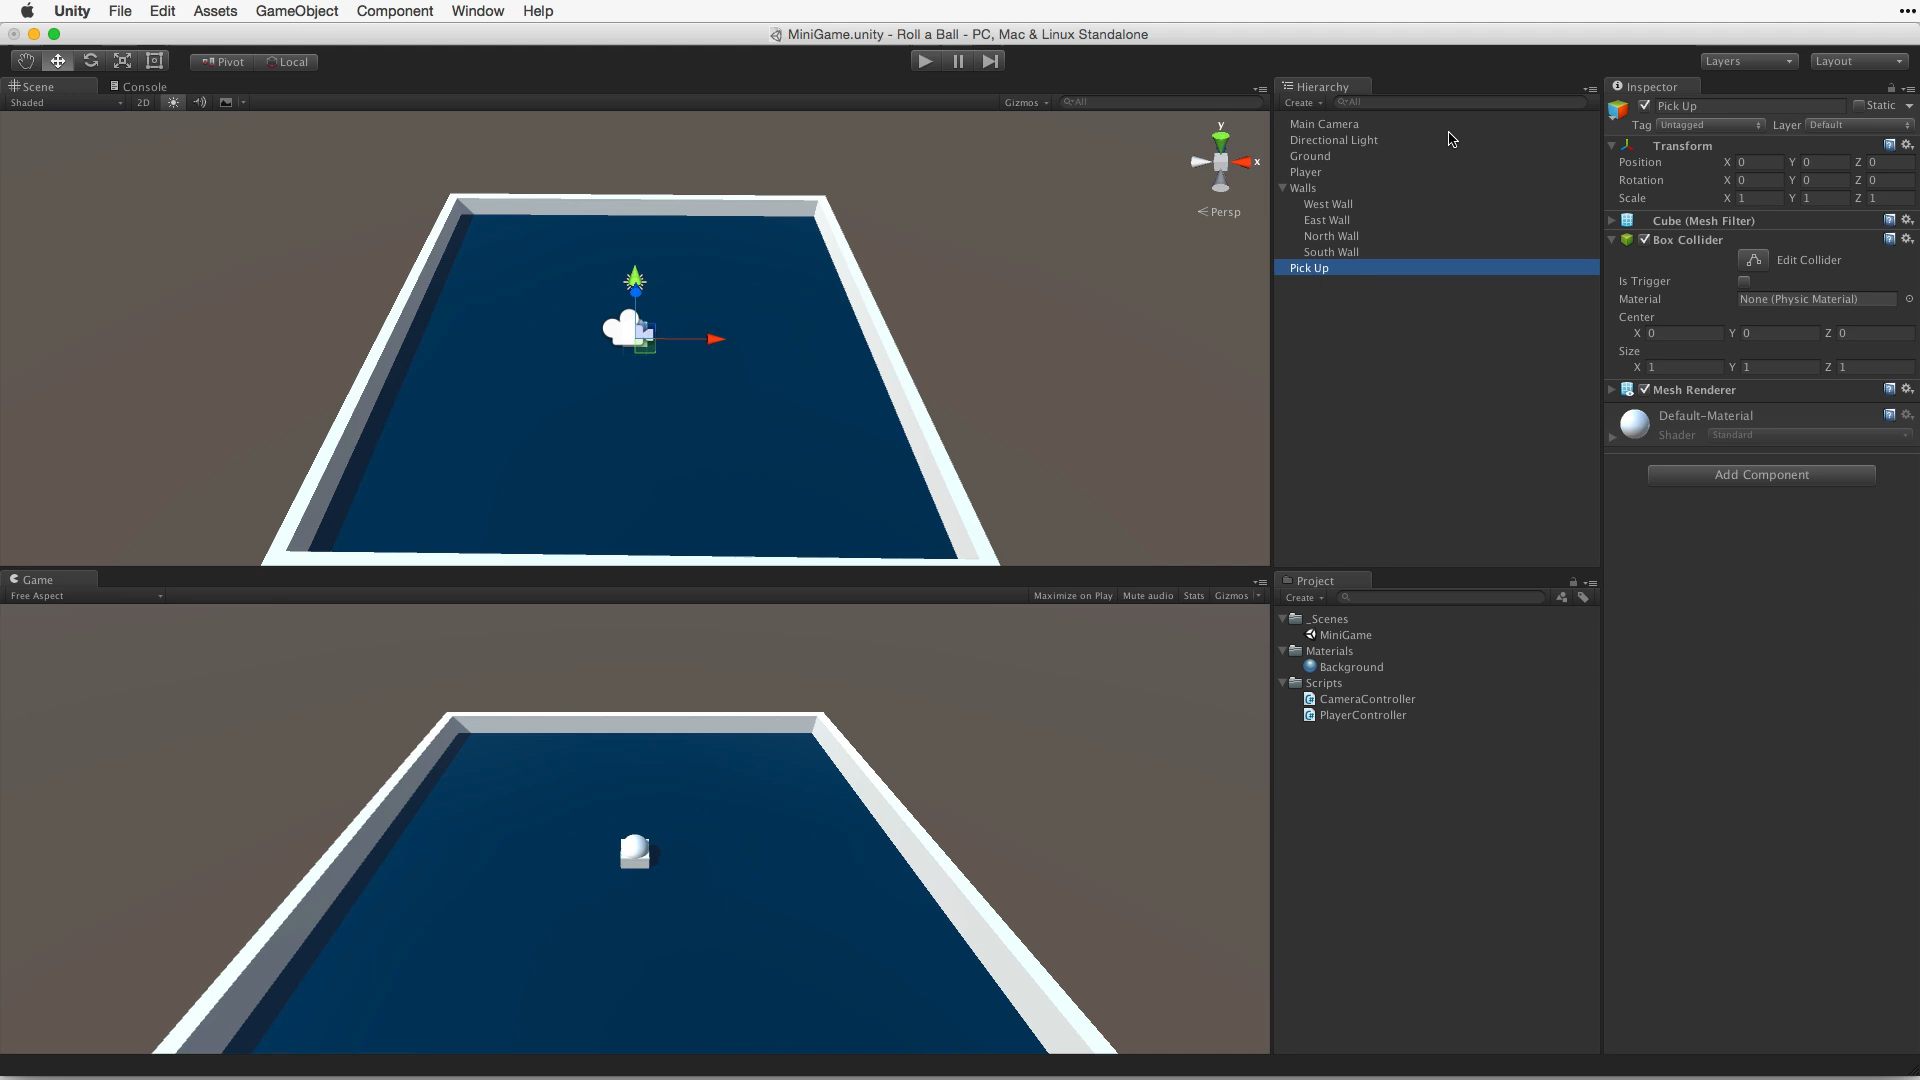 Unity File Edit Assets GameObject Component Window Help
MiniGame.unity - Roll a Ball - PC, Mac & Linux Standalone
Pivot Local Layers Layout
Scene Console
Shaded 2D Gizmos All
y
x
Persp
Game
Free Aspect Maximize on Play Mute audio Stats Gizmos
Hierarchy
Create All
Main Camera
Directional Light
Ground
Player
Walls
West Wall
East Wall
North Wall
South Wall
Pick Up
Project
Create
_Scenes
MiniGame
Materials
Background
Scripts
CameraController
PlayerController
Inspector
Pick Up Static
Tag Untagged Layer Default
Transform
Position X 0 Y 0 Z 0
Rotation X 0 Y 0 Z 0
Scale X 1 Y 1 Z 1
Cube (Mesh Filter)
Box Collider
Edit Collider
Is Trigger
Material None (Physic Material)
Center
X 0 Y 0 Z 0
Size
X 1 Y 1 Z 1
Mesh Renderer
Default-Material
Shader Standard
Add Component